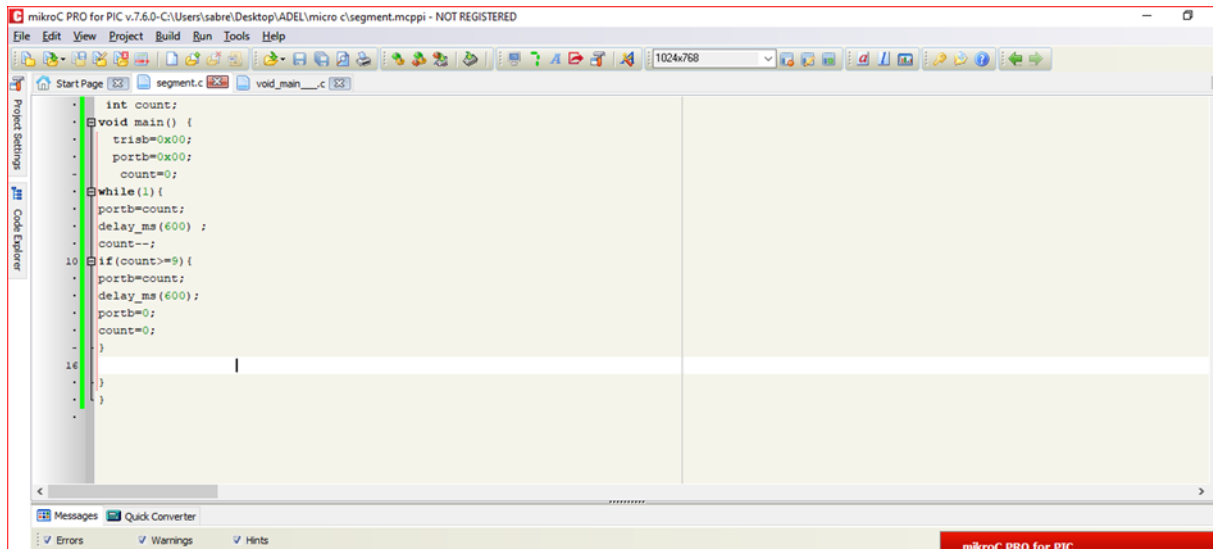 mikroC PRO for PIC v.7.6.0-C:\Users\sabre\Desktop\ADEL\micro c\segment.mcppi - NOT REGISTERED
File Edit View Project Build Run Tools Help
1024x768
Start Page segment.c void_main___.c
Project Settings
Code Explorer
int count;
void main() {
trisb=0x00;
portb=0x00;
count=0;
while(1){
portb=count;
delay_ms(600) ;
count--;
10 if(count>=9){
portb=count;
delay_ms(600);
portb=0;
count=0;
}
16
}
}
Messages Quick Converter
Errors Warnings Hints
mikroC PRO for PIC